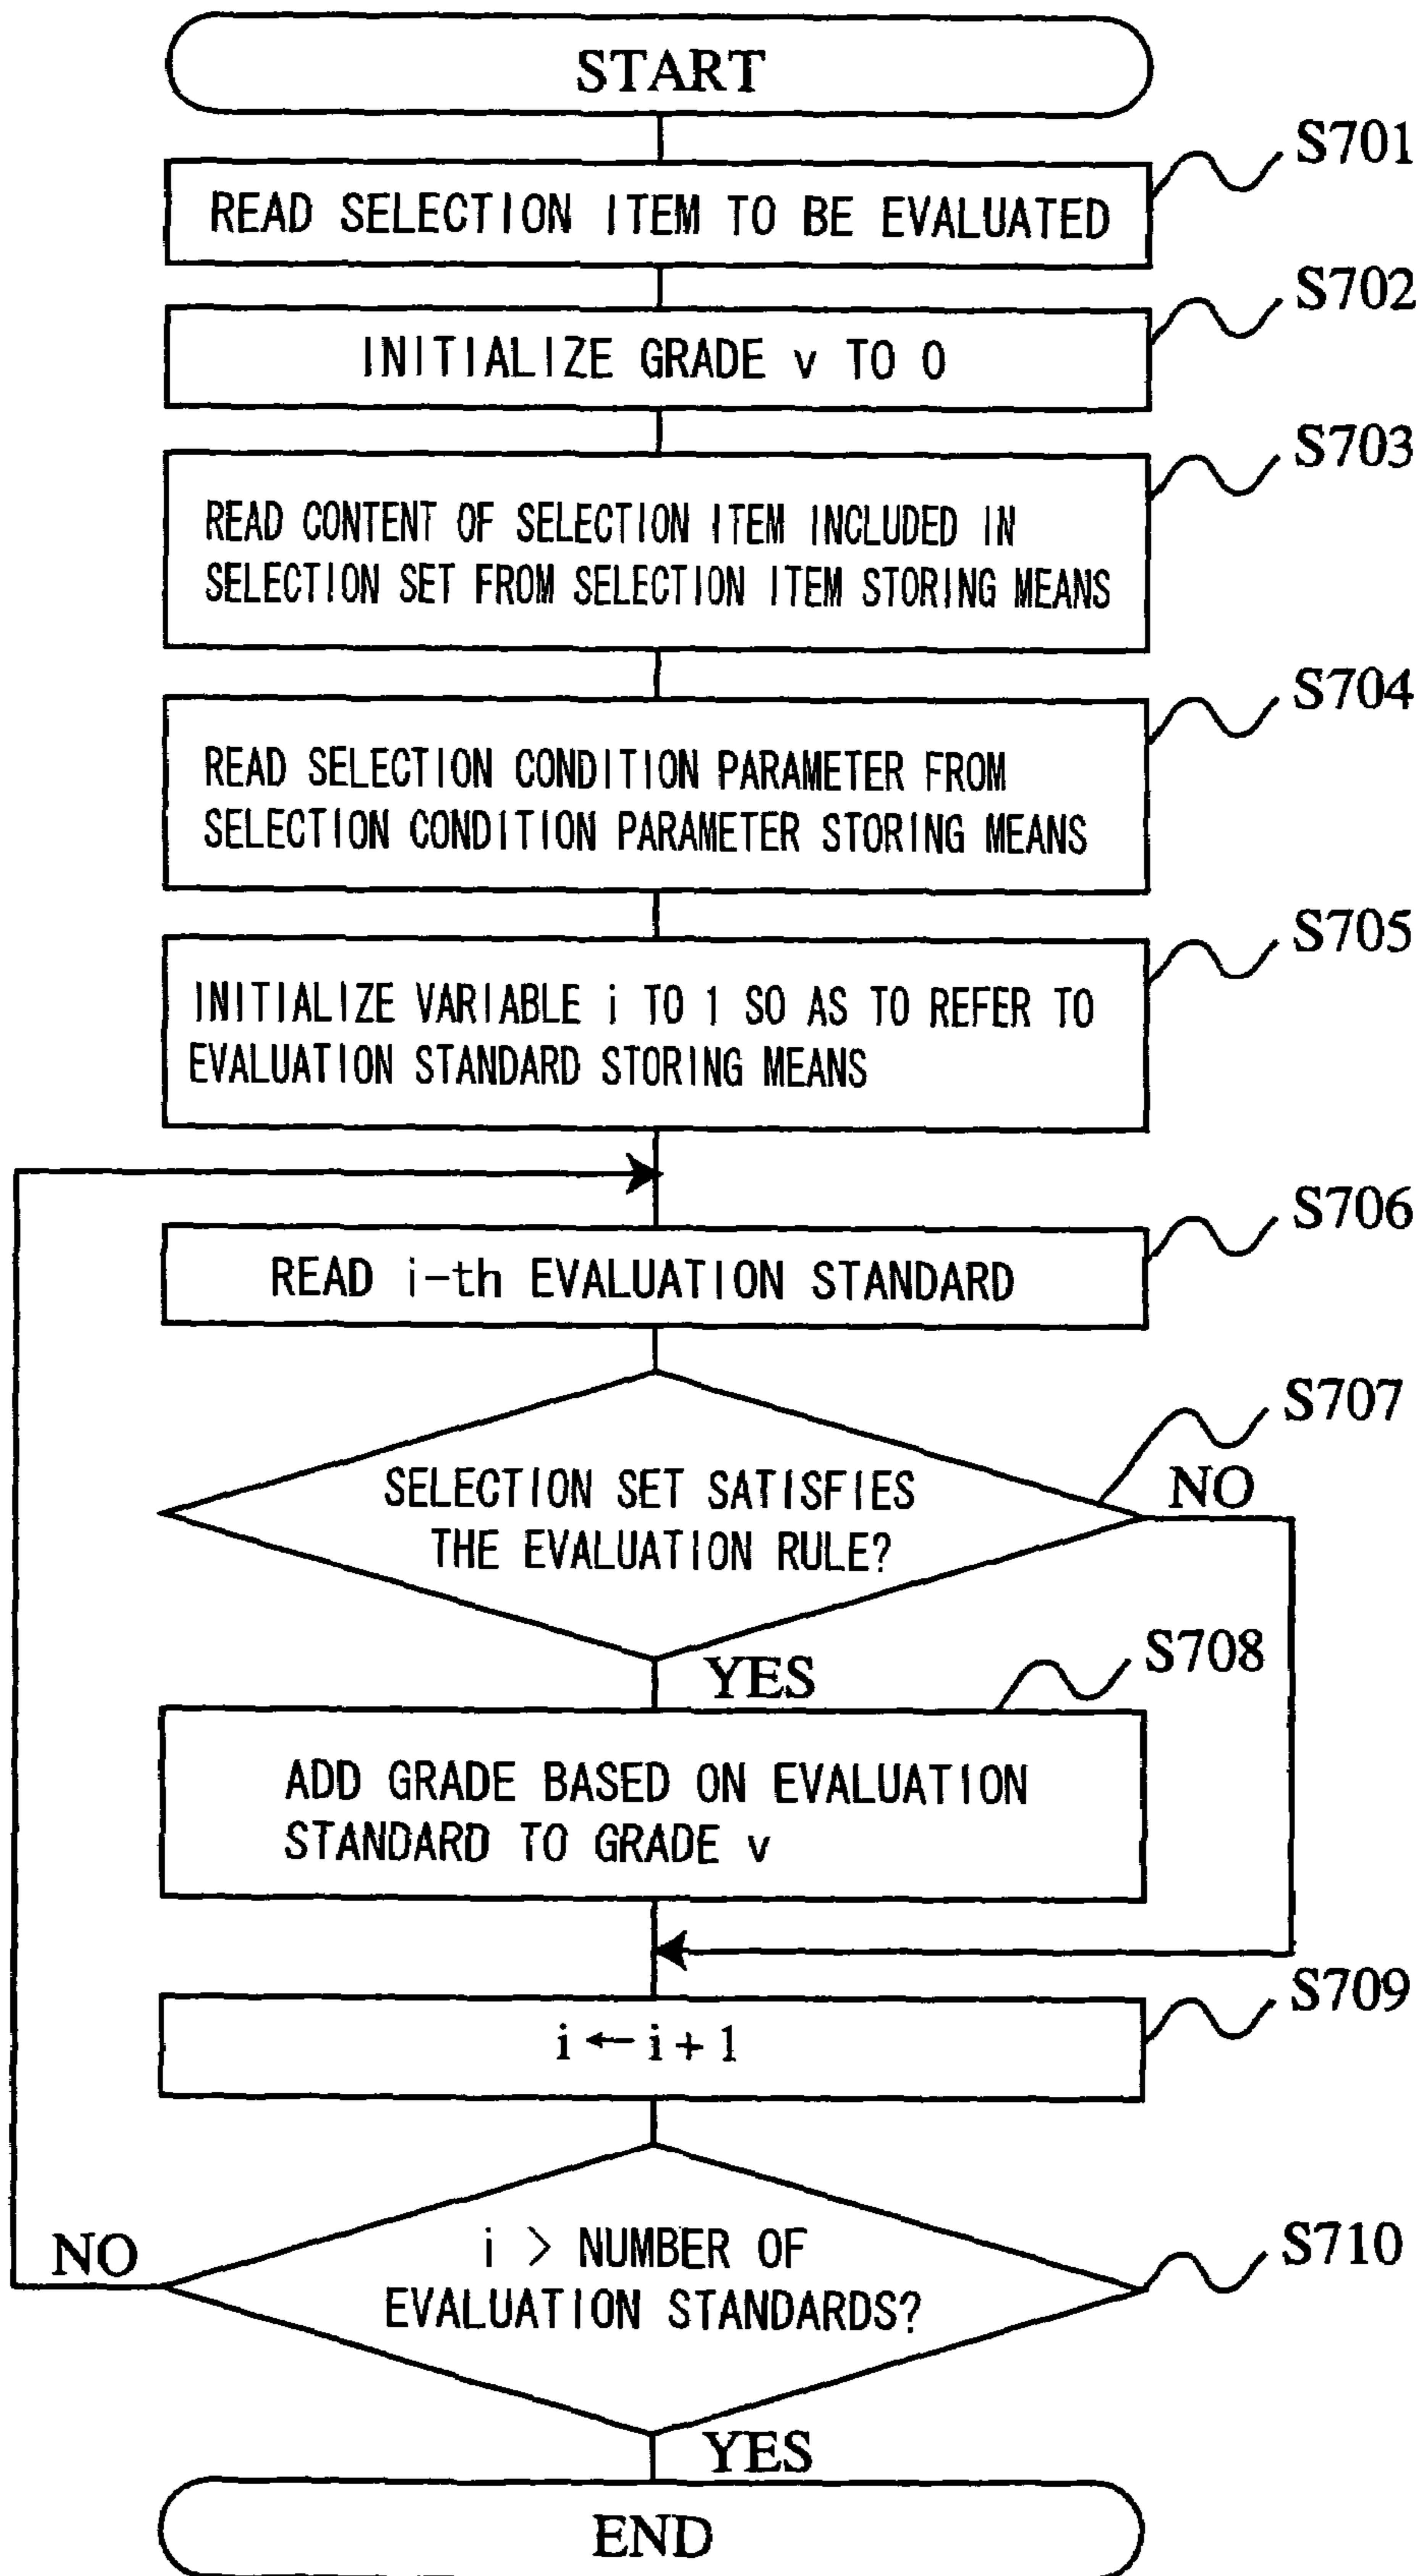 START
S701
READ SELECTION ITEM TO BE EVALUATED
S702
INITIALIZE GRADE v TO 0
S703
READ CONTENT OF SELECTION ITEM INCLUDED IN
SELECTION SET FROM SELECTION ITEM STORING MEANS
S704
READ SELECTION CONDITION PARAMETER FROM
SELECTION CONDITION PARAMETER STORING MEANS
S705
INITIALIZE VARIABLE i TO 1 SO AS TO REFER TO
EVALUATION STANDARD STORING MEANS
S706
READ i-th EVALUATION STANDARD
S707
SELECTION SET SATISFIES
THE EVALUATION RULE?
NO
YES
S708
ADD GRADE BASED ON EVALUATION
STANDARD TO GRADE v
S709
i ← i + 1
S710
i > NUMBER OF
EVALUATION STANDARDS?
NO
YES
END